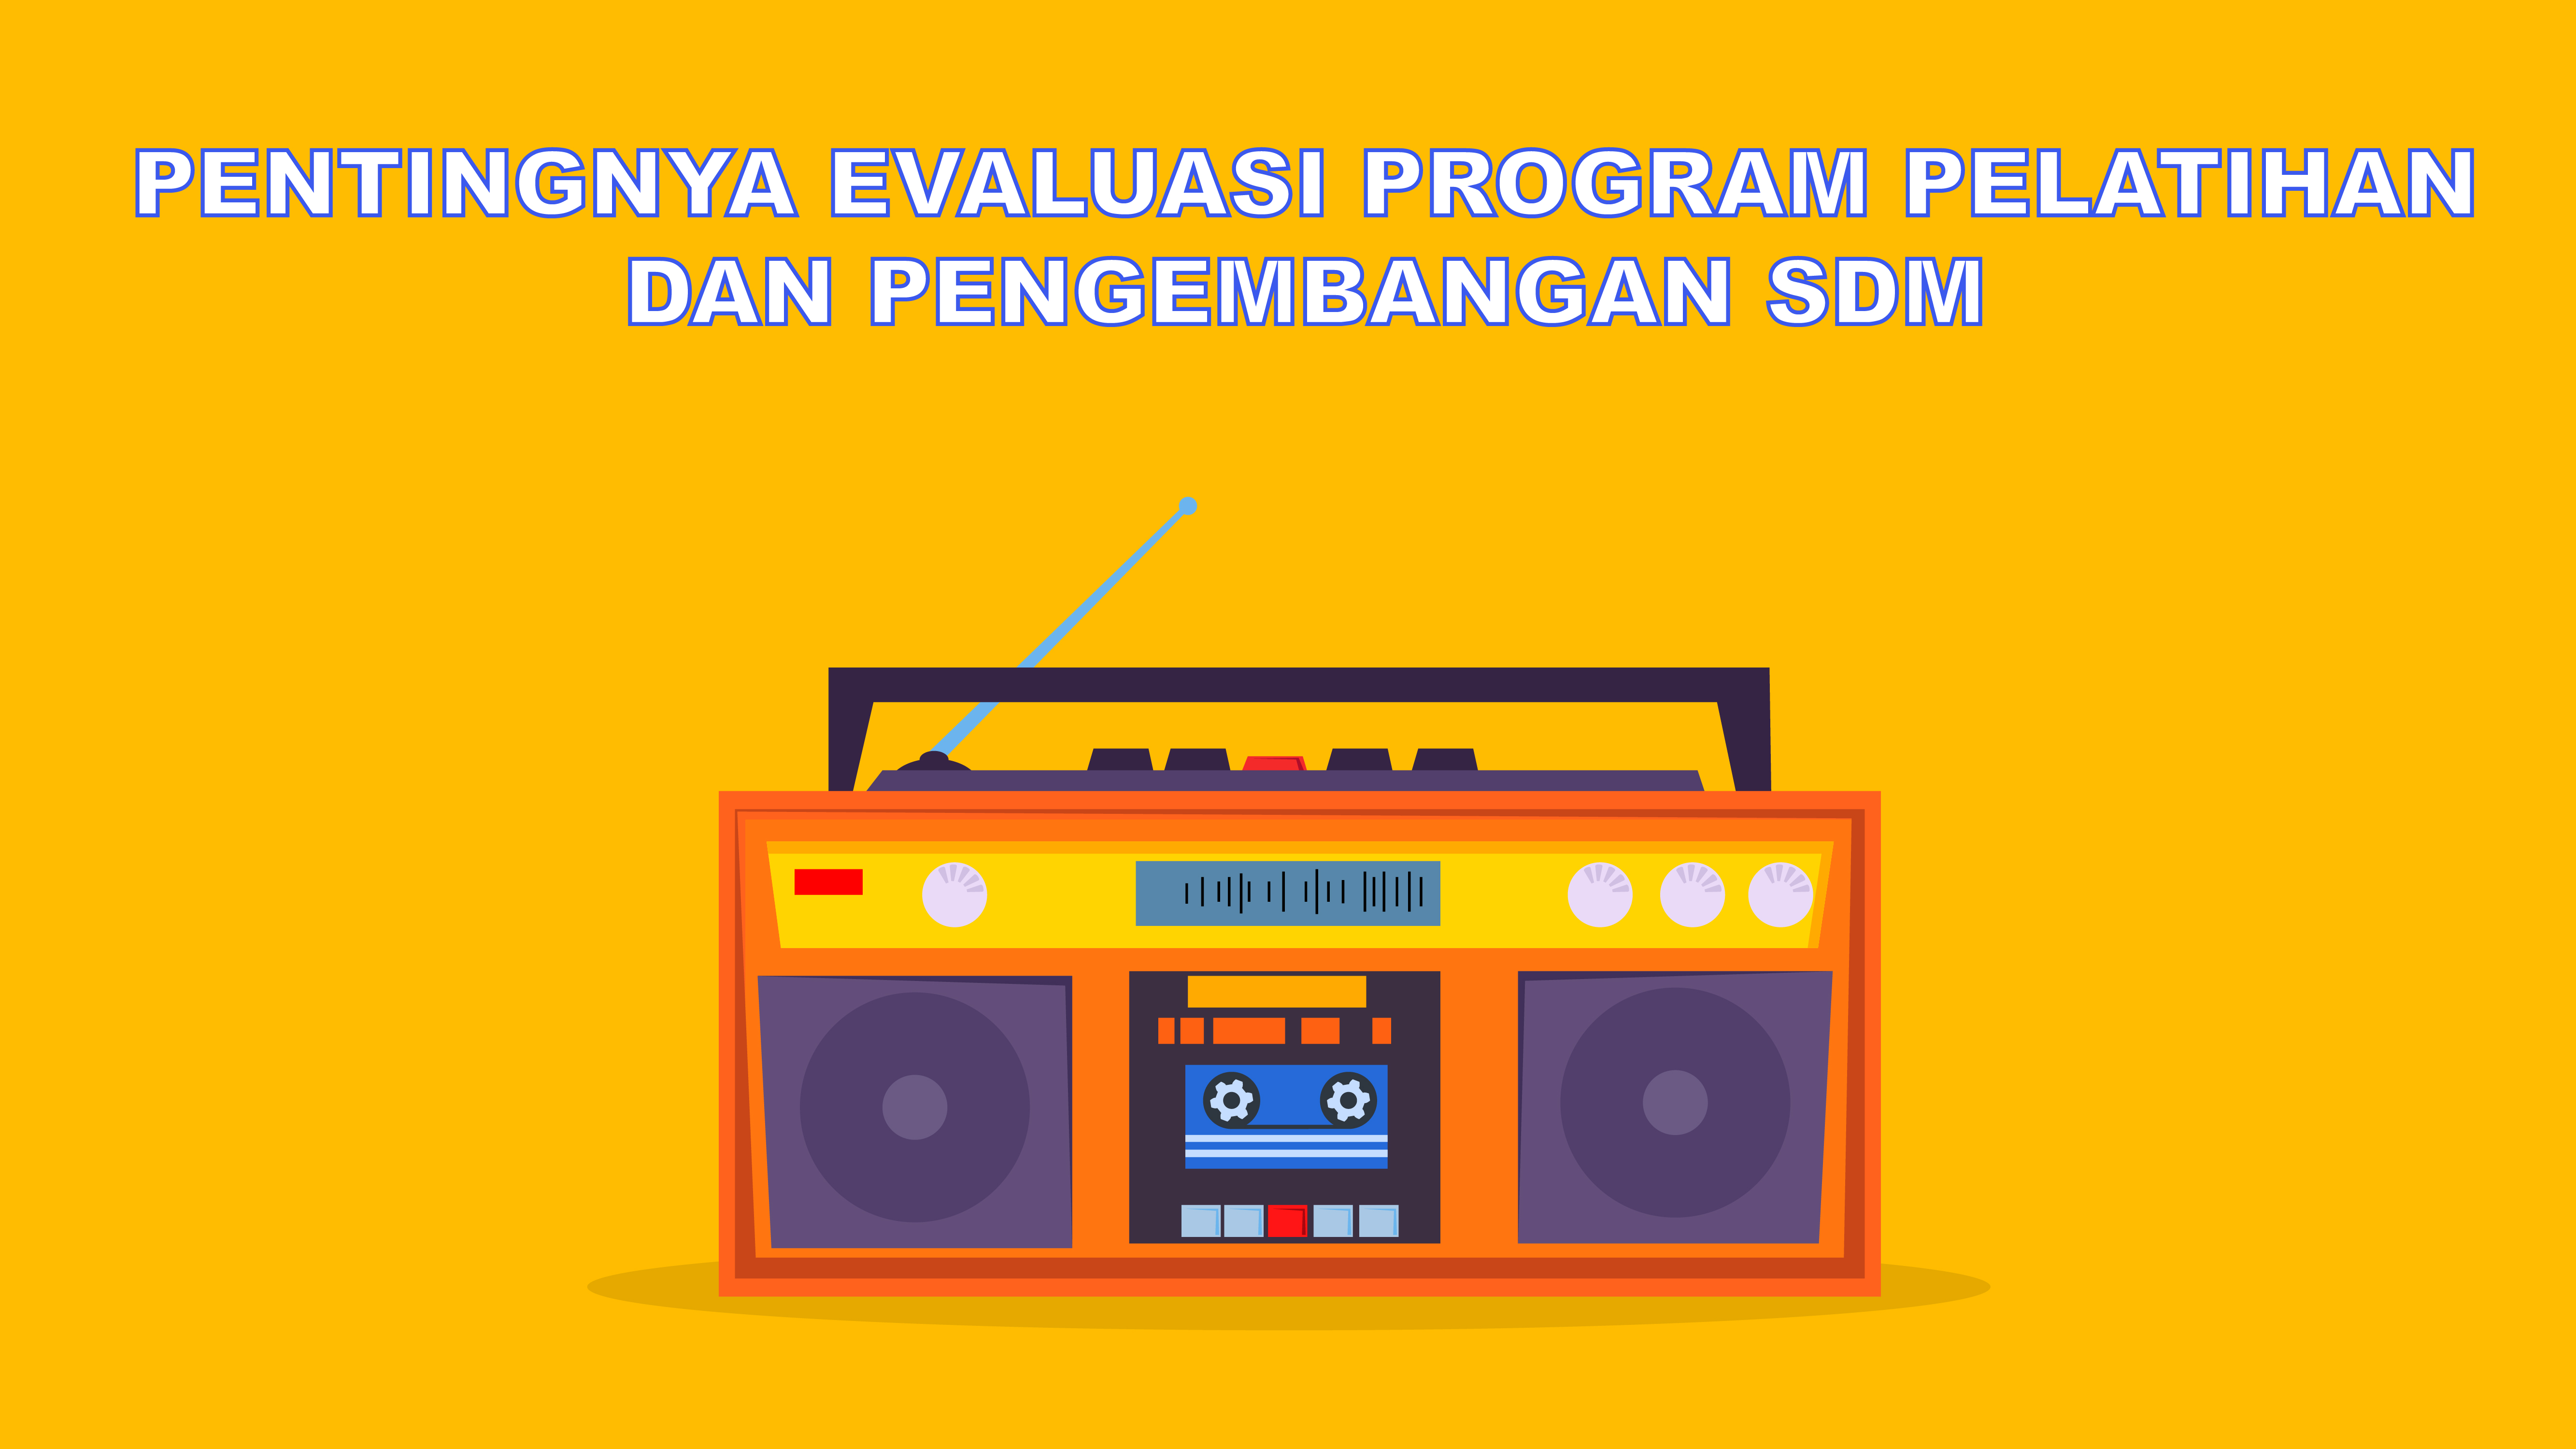 PENTINGNYA EVALUASI PROGRAM PELATIHAN
DAN PENGEMBANGAN SDM